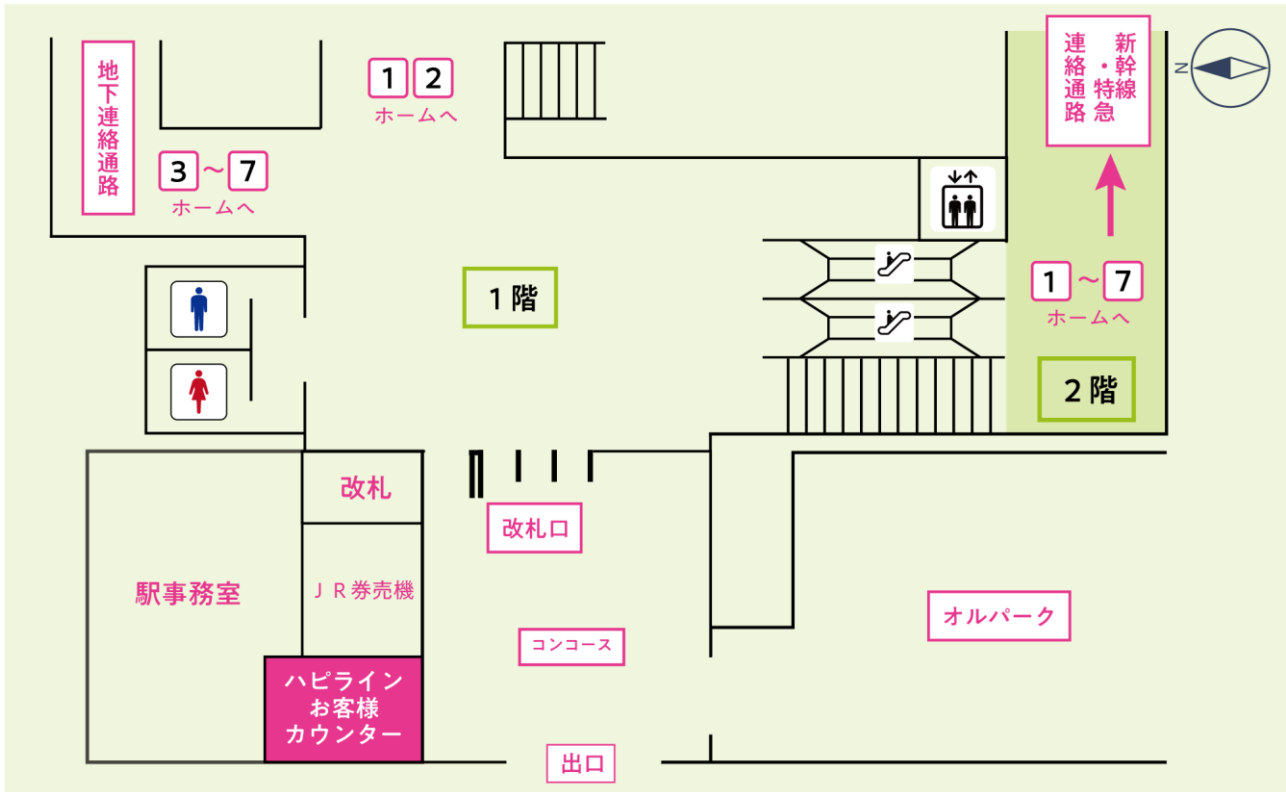 地下連絡通路
1 2
ホームへ
3～7
ホームへ
新幹線・特急
連絡通路
N
1～7
ホームへ
1階
2階
改札
改札口
駅事務室
ＪＲ券売機
コンコース
オルパーク
ハピライン
お客様
カウンター
出口